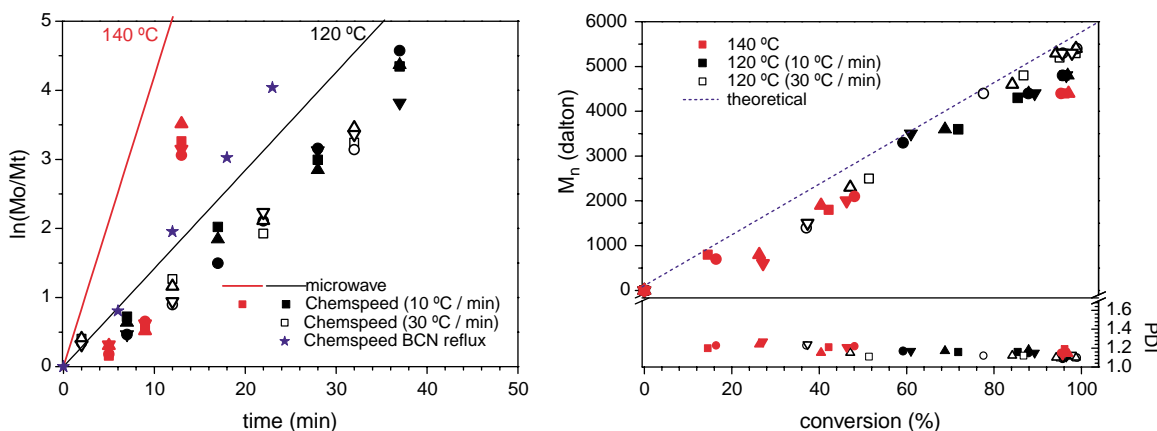 140 ºC
120 ºC
ln(Mo/Mt)
5
4
3
2
1
0
microwave
Chemspeed (10 ºC / min)
Chemspeed (30 ºC / min)
Chemspeed BCN reflux
0 10 20 30 40 50
time (min)
Mn (dalton)
6000
5000
4000
3000
2000
1000
0
140 ºC
120 ºC (10 ºC / min)
120 ºC (30 ºC / min)
theoretical
1.6
1.4
1.2
1.0
PDI
0 20 40 60 80 100
conversion (%)